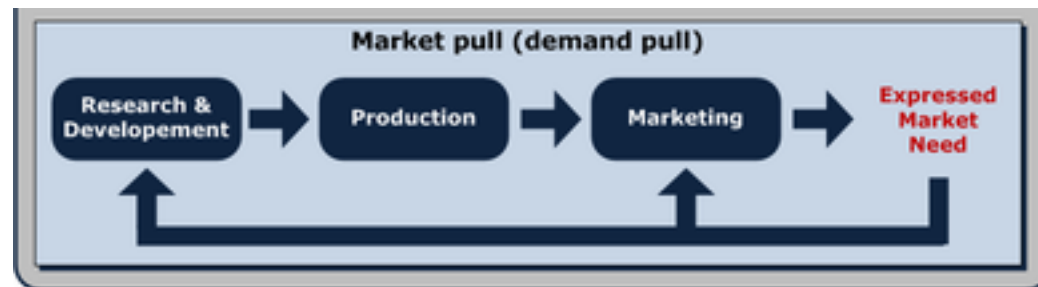 Market pull (demand pull)
Research &
Developement
Production
Marketing
Expressed
Market
Need